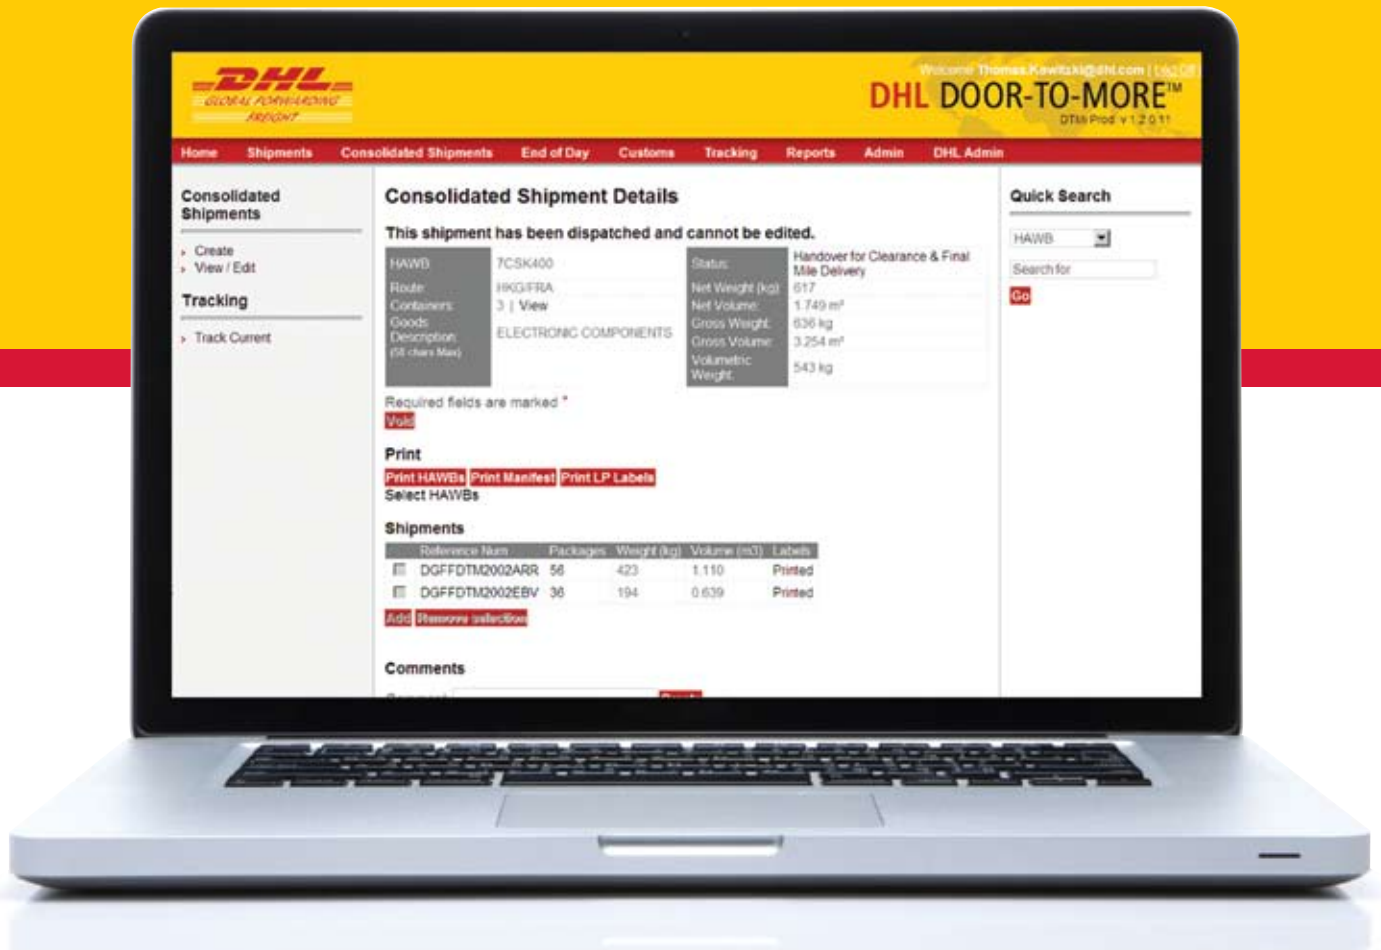 DHL
GLOBAL FORWARDING
FREIGHT
Welcome Thomas.Kewitzki@dhl.com | Log Off
DHL DOOR-TO-MORE™
DTM Prod v 1.2.0.11
Home Shipments Consolidated Shipments End of Day Customs Tracking Reports Admin DHL Admin
Consolidated
Shipments
Create
View / Edit
Tracking
Track Current
Consolidated Shipment Details
This shipment has been dispatched and cannot be edited.
HAWB 7CSK400
Route: HKG/FRA
Containers: 3 | View
Goods
Description: ELECTRONIC COMPONENTS
(50 chars Max)
Status: Handover for Clearance & Final
Mile Delivery
Net Weight (kg) 617
Net Volume: 1.749 m³
Gross Weight: 636 kg
Gross Volume: 3.254 m³
Volumetric
Weight: 543 kg
Required fields are marked *
Void
Print
Print HAWBs Print Manifest Print LP Labels
Select HAWBs
Shipments
Reference Num Packages Weight (kg) Volume (m3) Labels
DGFFDTM2002ARR 56 423 1.110 Printed
DGFFDTM2002EBV 36 194 0.639 Printed
Add Remove selection
Comments
Quick Search
HAWB
Search for
Go